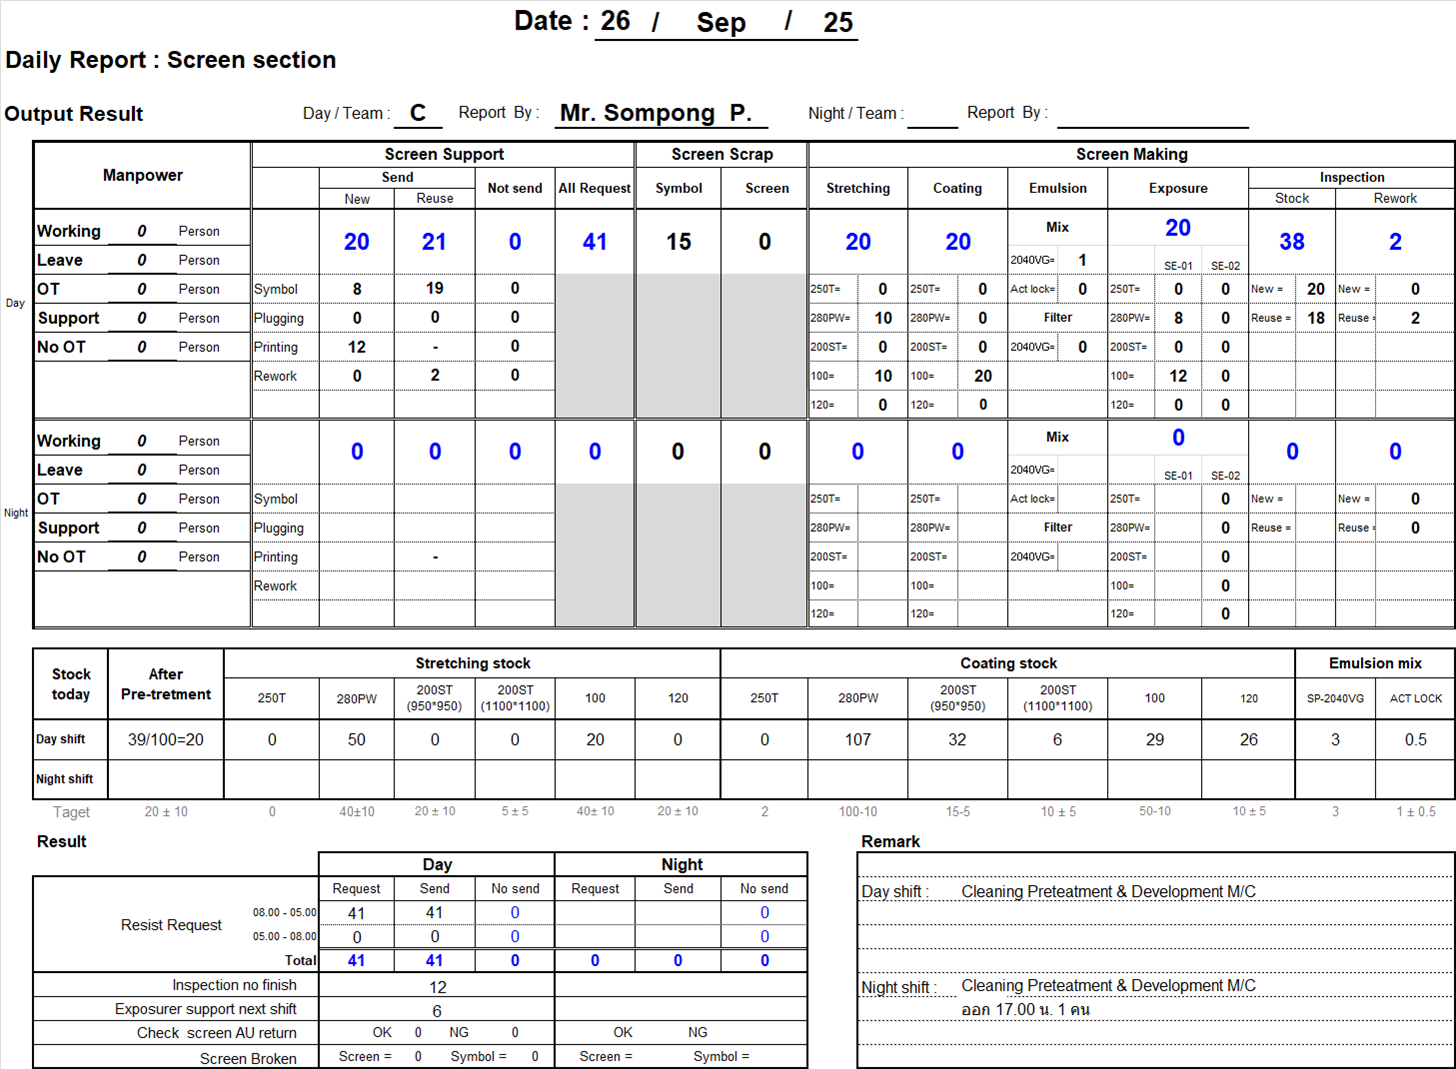 Date : 26 / Sep / 25
Daily Report : Screen section
Output Result Day / Team : C Report By : Mr. Sompong P. Night / Team : Report By :
Manpower Screen Support Screen Scrap Screen Making
Send Not send All Request Symbol Screen Stretching Coating Emulsion Exposure Inspection
New Reuse Stock Rework
Day
Working 0 Person 20 21 0 41 15 0 20 20 Mix 20 38 2
Leave 0 Person 2040VG= 1 SE-01 SE-02
OT 0 Person Symbol 8 19 0 250T= 0 250T= 0 Act lock= 0 250T= 0 0 New = 20 New = 0
Support 0 Person Plugging 0 0 0 280PW= 10 280PW= 0 Filter 280PW= 8 0 Reuse = 18 Reuse = 2
No OT 0 Person Printing 12 - 0 200ST= 0 200ST= 0 2040VG= 0 200ST= 0 0
Rework 0 2 0 100= 10 100= 20 100= 12 0
120= 0 120= 0 120= 0 0
Night
Working 0 Person 0 0 0 0 0 0 0 0 Mix 0 0 0
Leave 0 Person 2040VG= SE-01 SE-02
OT 0 Person Symbol 250T= 250T= Act lock= 250T= 0 New = New = 0
Support 0 Person Plugging 280PW= 280PW= Filter 280PW= 0 Reuse = Reuse = 0
No OT 0 Person Printing - 200ST= 200ST= 2040VG= 200ST= 0
Rework 100= 100= 100= 0
120= 120= 120= 0
Stock today After Pre-tretment Stretching stock Coating stock Emulsion mix
250T 280PW 200ST (950*950) 200ST (1100*1100) 100 120 250T 280PW 200ST (950*950) 200ST (1100*1100) 100 120 SP-2040VG ACT LOCK
Day shift 39/100=20 0 50 0 0 20 0 0 107 32 6 29 26 3 0.5
Night shift
Taget 20 ± 10 0 40±10 20 ± 10 5 ± 5 40± 10 20 ± 10 2 100-10 15-5 10 ± 5 50-10 10 ± 5 3 1 ± 0.5
Result
Day Night
Request Send No send Request Send No send
Resist Request 08.00 - 05.00 41 41 0 0
05.00 - 08.00 0 0 0 0
Total 41 41 0 0 0 0
Inspection no finish 12
Exposurer support next shift 6
Check screen AU return OK 0 NG 0 OK NG
Screen Broken Screen = 0 Symbol = 0 Screen = Symbol =
Remark
Day shift : Cleaning Preteatment & Development M/C
Night shift : Cleaning Preteatment & Development M/C
ออก 17.00 น. 1 คน